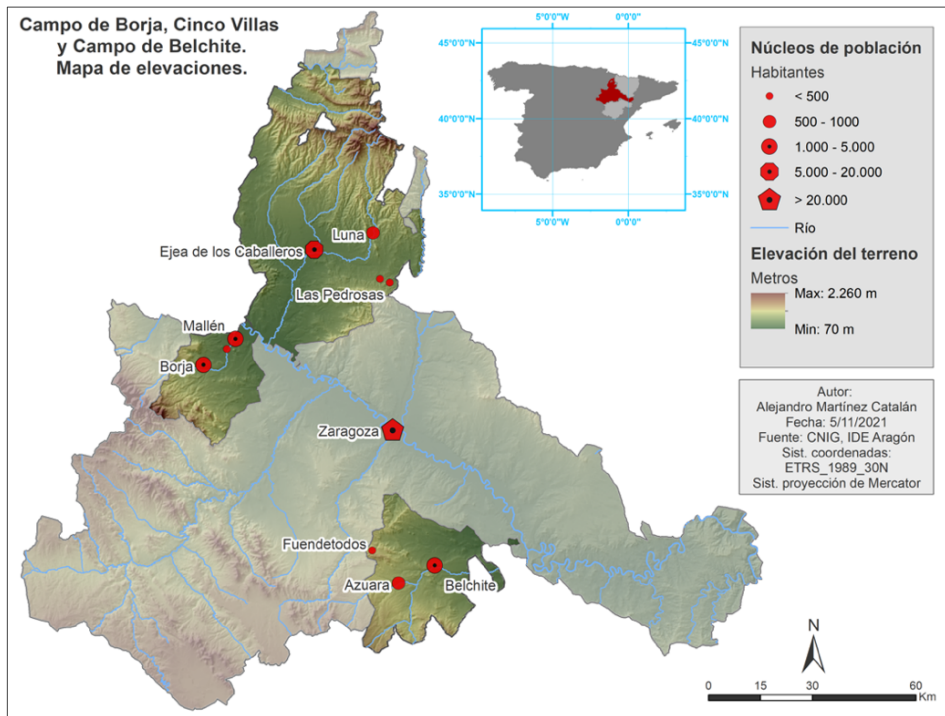 Campo de Borja, Cinco Villas
y Campo de Belchite.
Mapa de elevaciones.
5°0'0"W
0°0'0"
45°0'0"N
45°0'0"N
40°0'0"N
40°0'0"N
35°0'0"N
35°0'0"N
5°0'0"W
0°0'0"
Núcleos de población
Habitantes
< 500
500 - 1000
1.000 - 5.000
5.000 - 20.000
> 20.000
Río
Elevación del terreno
Metros
Max: 2.260 m
Min: 70 m
Luna
Ejea de los Caballeros
Las Pedrosas
Mallén
Borja
Zaragoza
Fuendetodos
Azuara
Belchite
Autor:
Alejandro Martínez Catalán
Fecha: 5/11/2021
Fuente: CNIG, IDE Aragón
Sist. coordenadas:
ETRS_1989_30N
Sist. proyección de Mercator
N
0 15 30 60
Km